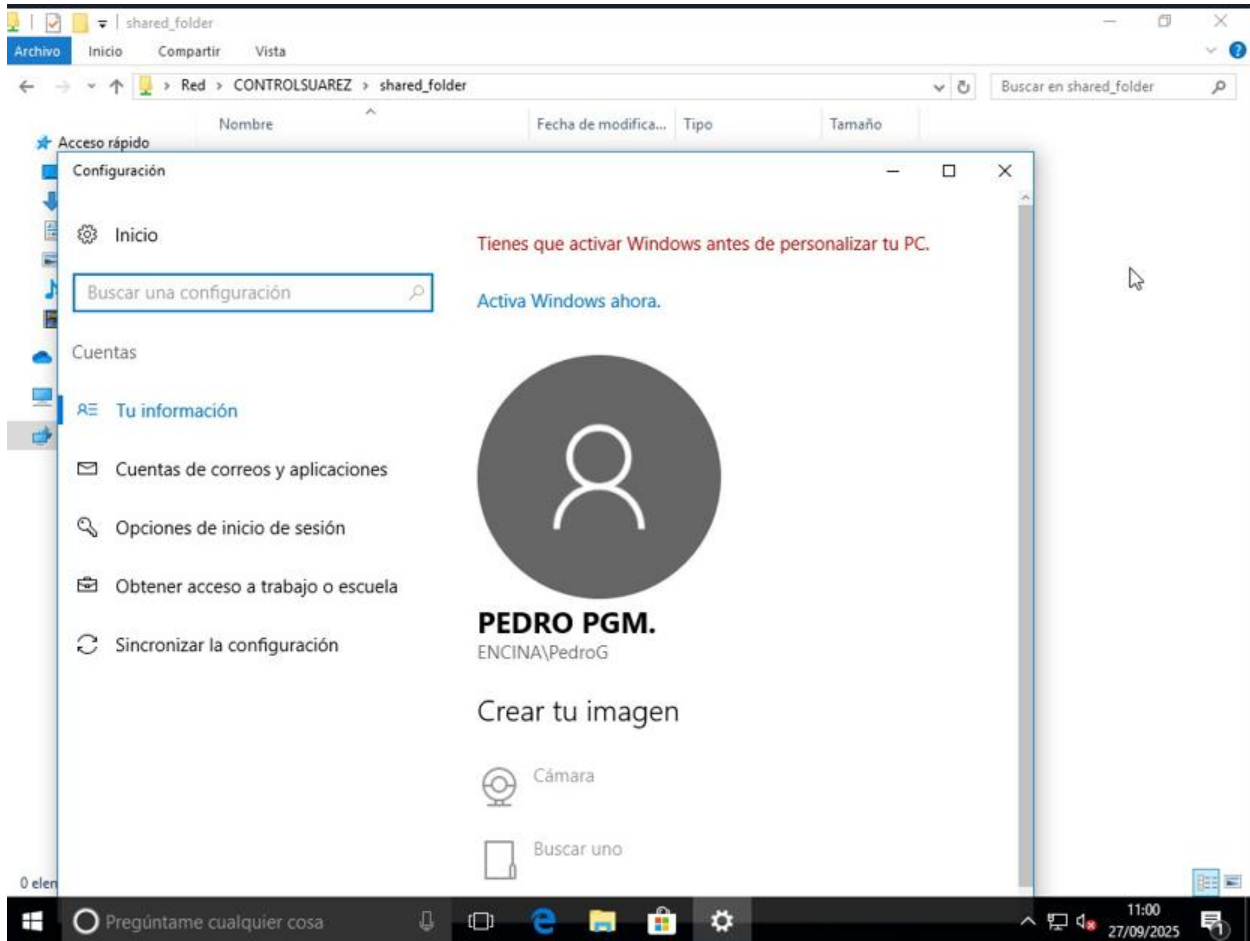 shared_folder
Archivo Inicio Compartir Vista
Red > CONTROLSUAREZ > shared_folder
Buscar en shared_folder
Nombre Fecha de modifica... Tipo Tamaño
Acceso rápido
Configuración
Inicio
Tienes que activar Windows antes de personalizar tu PC.
Buscar una configuración
Activa Windows ahora.
Cuentas
Tu información
Cuentas de correos y aplicaciones
Opciones de inicio de sesión
Obtener acceso a trabajo o escuela
Sincronizar la configuración
PEDRO PGM.
ENCINA\PedroG
Crear tu imagen
Cámara
Buscar uno
0 elen
Pregúntame cualquier cosa
11:00
27/09/2025
1